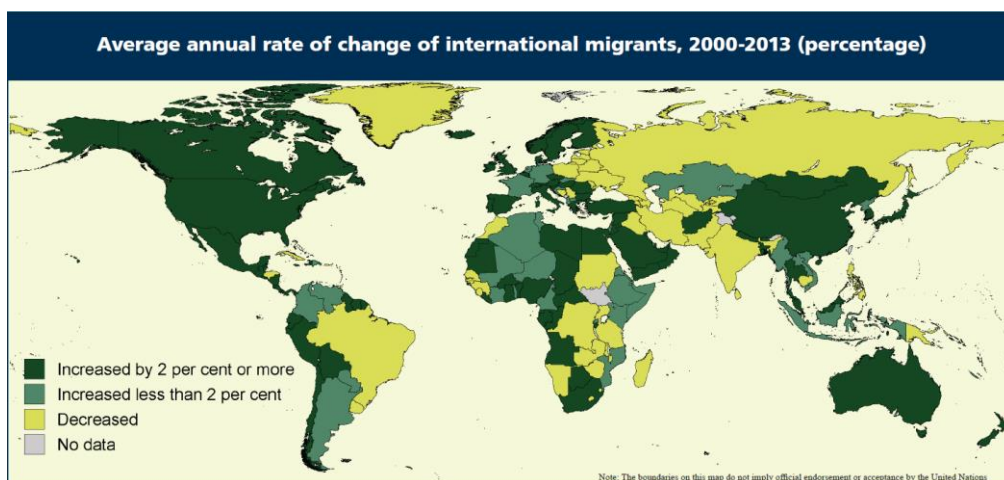 Average annual rate of change of international migrants, 2000-2013 (percentage)
Increased by 2 per cent or more
Increased less than 2 per cent
Decreased
No data
Note: The boundaries on this map do not imply official endorsement or acceptance by the United Nations